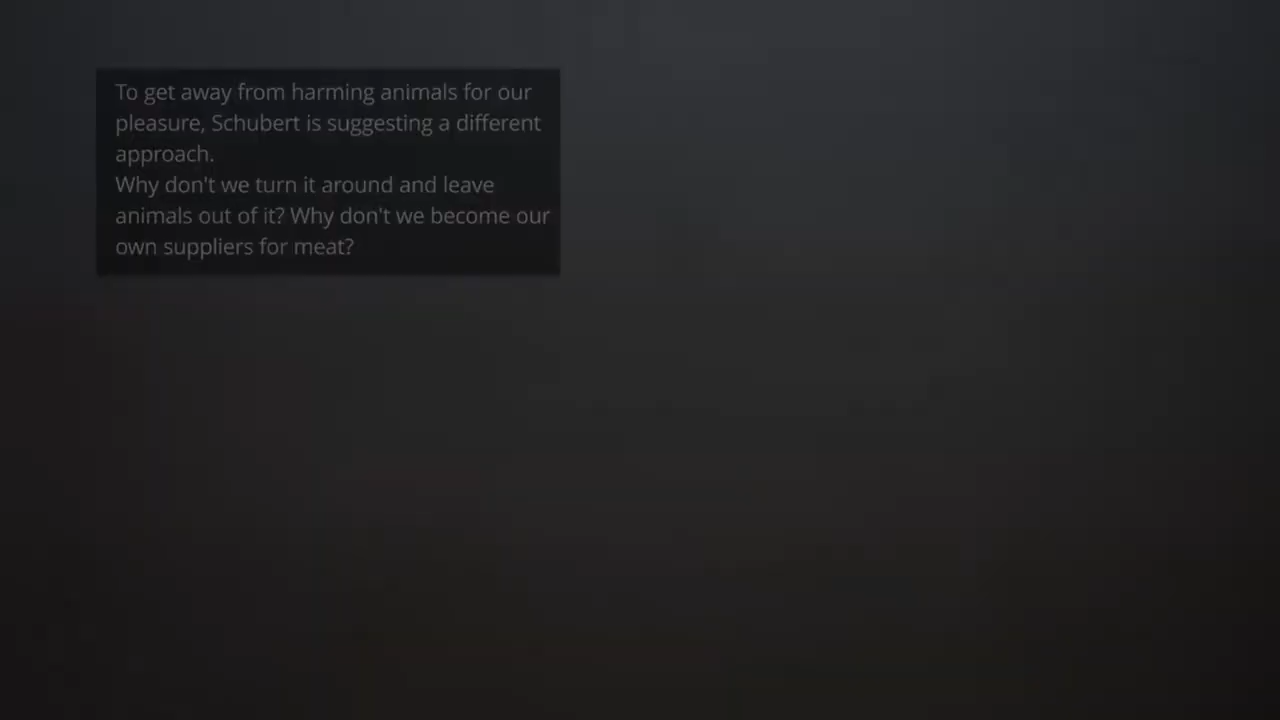 To get away from harming animals for our
pleasure, Schubert is suggesting a different
approach.
Why don't we turn it around and leave
animals out of it? Why don't we become our
own suppliers for meat?